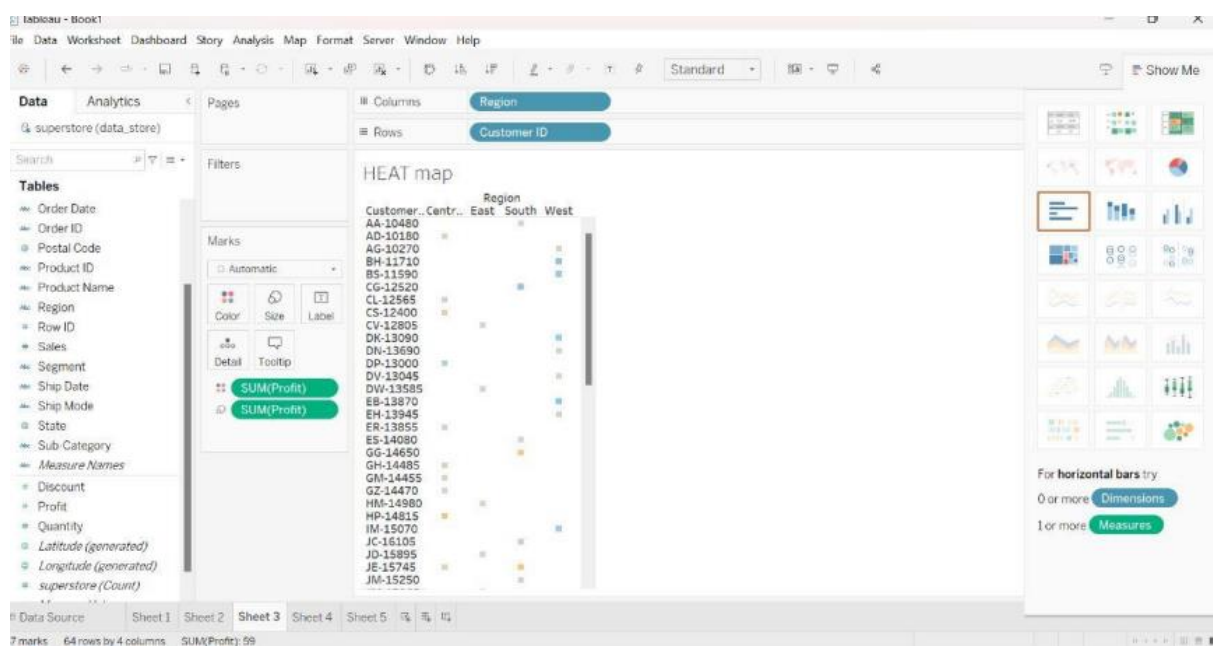 Tableau - Book1
File Data Worksheet Dashboard Story Analysis Map Format Server Window Help
Standard
Show Me
Data Analytics
superstore (data_store)
Search
Tables
Order Date
Order ID
Postal Code
Product ID
Product Name
Region
Row ID
Sales
Segment
Ship Date
Ship Mode
State
Sub-Category
Measure Names
Discount
Profit
Quantity
Latitude (generated)
Longitude (generated)
superstore (Count)
Pages
Filters
Marks
Automatic
Color Size Label
Detail Tooltip
SUM(Profit)
SUM(Profit)
Columns Region
Rows Customer ID
HEAT map
Region
Customer.. Centr.. East South West
AA-10480
AD-10180
AG-10270
BH-11710
BS-11590
CG-12520
CL-12565
CS-12400
CV-12805
DK-13090
DN-13690
DP-13000
DV-13045
DW-13585
EB-13870
EH-13945
ER-13855
ES-14080
GG-14650
GH-14485
GM-14455
GZ-14470
HM-14980
HP-14815
IM-15070
JC-16105
JD-15895
JE-15745
JM-15250
For horizontal bars try
0 or more Dimensions
1 or more Measures
Data Source Sheet 1 Sheet 2 Sheet 3 Sheet 4 Sheet 5
7 marks 64 rows by 4 columns SUM(Profit): 59